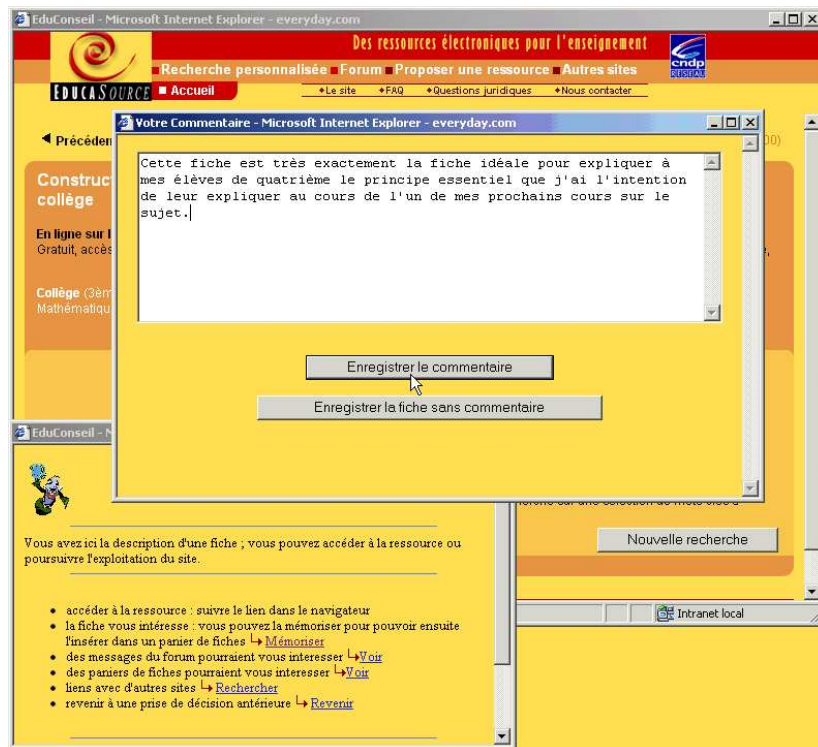 EduConseil - Microsoft Internet Explorer - everyday.com
Des ressources électroniques pour l'enseignement
Recherche personnalisée Forum Proposer une ressource Autres sites
cndp
RESEAU
EDUCASOURCE
Accueil
Le site FAQ Questions juridiques Nous contacter
Votre Commentaire - Microsoft Internet Explorer - everyday.com
Cette fiche est très exactement la fiche idéale pour expliquer à
mes élèves de quatrième le principe essentiel que j'ai l'intention
de leur expliquer au cours de l'un de mes prochains cours sur le
sujet.
Enregistrer le commentaire
Enregistrer la fiche sans commentaire
collège
En ligne sur
Gratuit, accès
Collège
EduConseil -
Nouvelle recherche
Intranet local
Vous avez ici la description d'une fiche ; vous pouvez accéder à la ressource ou
poursuivre l'exploitation du site.
accéder à la ressource : suivre le lien dans le navigateur
la fiche vous intéresse : vous pouvez la mémoriser pour pouvoir ensuite
l'insérer dans un panier de fiches Mémoriser
des messages du forum pourraient vous interesser Voir
des paniers de fiches pourraient vous interesser Voir
liens avec d'autres sites Rechercher
revenir à une prise de décision antérieure Revenir